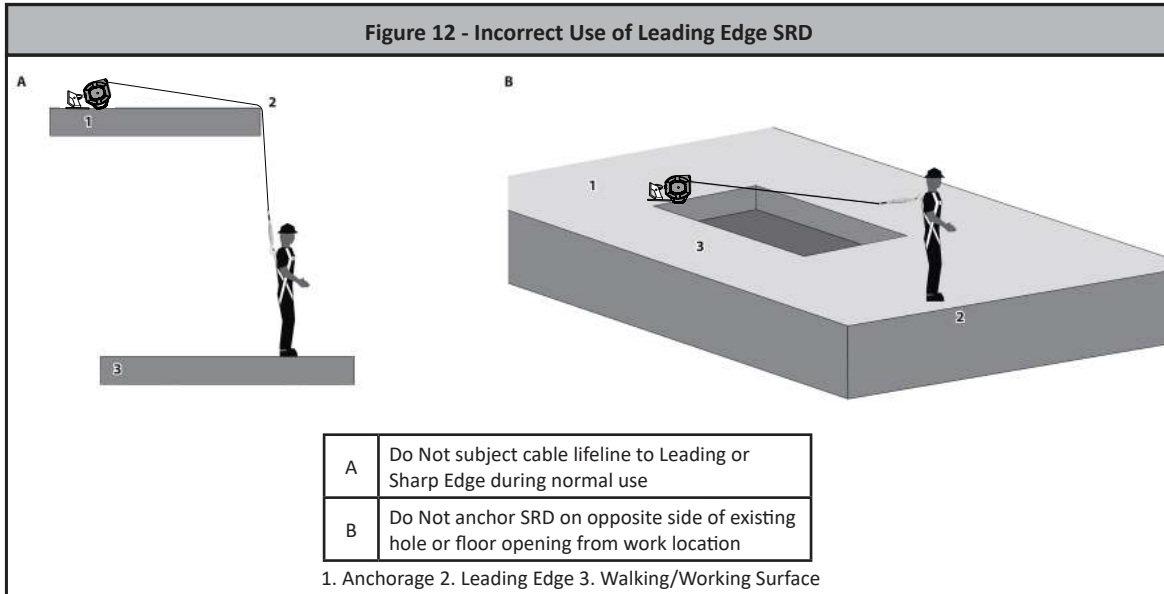 Figure 12 - Incorrect Use of Leading Edge SRD
A
B
1
2
3
1
3
2
A
Do Not subject cable lifeline to Leading or
Sharp Edge during normal use
B
Do Not anchor SRD on opposite side of existing
hole or floor opening from work location
1. Anchorage 2. Leading Edge 3. Walking/Working Surface